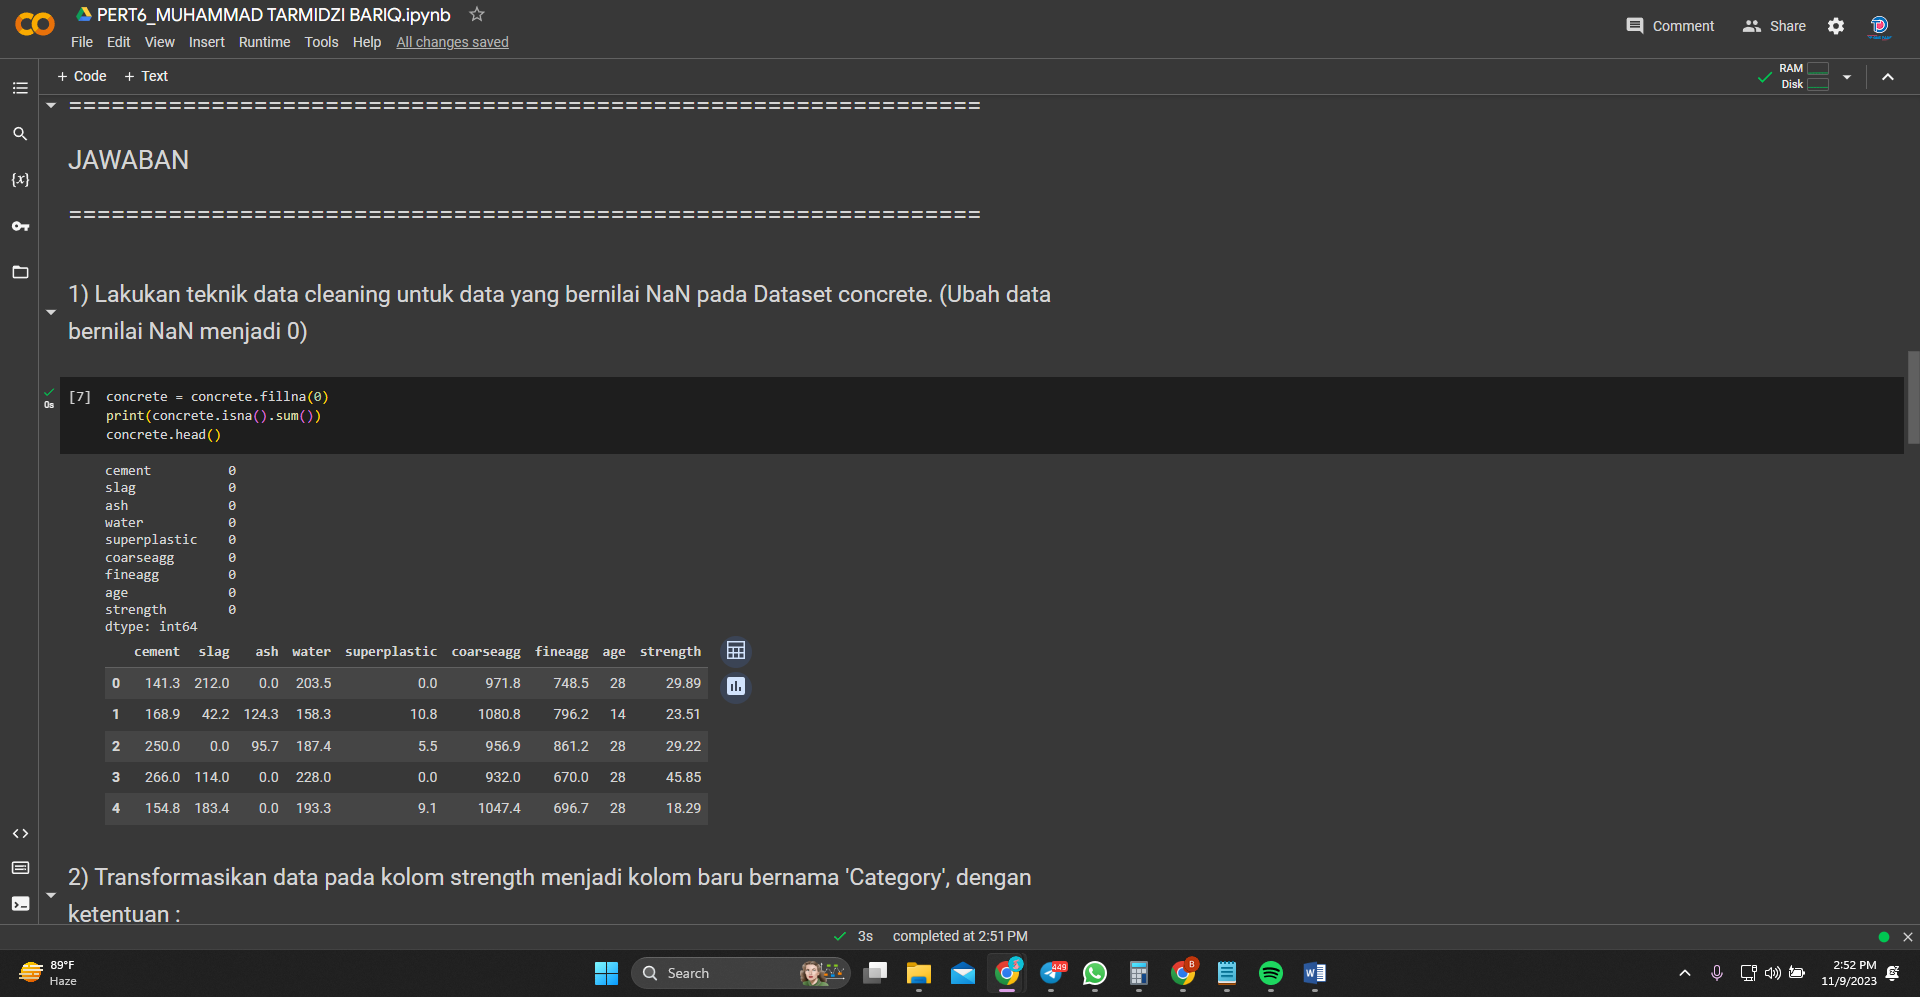 PERT6_MUHAMMAD TARMIDZI BARIQ.ipynb
Comment Share
File Edit View Insert Runtime Tools Help All changes saved
+ Code + Text
RAM
Disk
=================================================================
JAWABAN
=================================================================
{x}
1) Lakukan teknik data cleaning untuk data yang bernilai NaN pada Dataset concrete. (Ubah data
bernilai NaN menjadi 0)
0s
[7] concrete = concrete.fillna(0)
print(concrete.isna().sum())
concrete.head()
cement 0
slag 0
ash 0
water 0
superplastic 0
coarseagg 0
fineagg 0
age 0
strength 0
dtype: int64
cement slag ash water superplastic coarseagg fineagg age strength
0 141.3 212.0 0.0 203.5 0.0 971.8 748.5 28 29.89
1 168.9 42.2 124.3 158.3 10.8 1080.8 796.2 14 23.51
2 250.0 0.0 95.7 187.4 5.5 956.9 861.2 28 29.22
3 266.0 114.0 0.0 228.0 0.0 932.0 670.0 28 45.85
4 154.8 183.4 0.0 193.3 9.1 1047.4 696.7 28 18.29
2) Transformasikan data pada kolom strength menjadi kolom baru bernama 'Category', dengan
ketentuan :
3s completed at 2:51 PM
89°F
Haze
Search
449
B
W
2:52 PM
11/9/2023